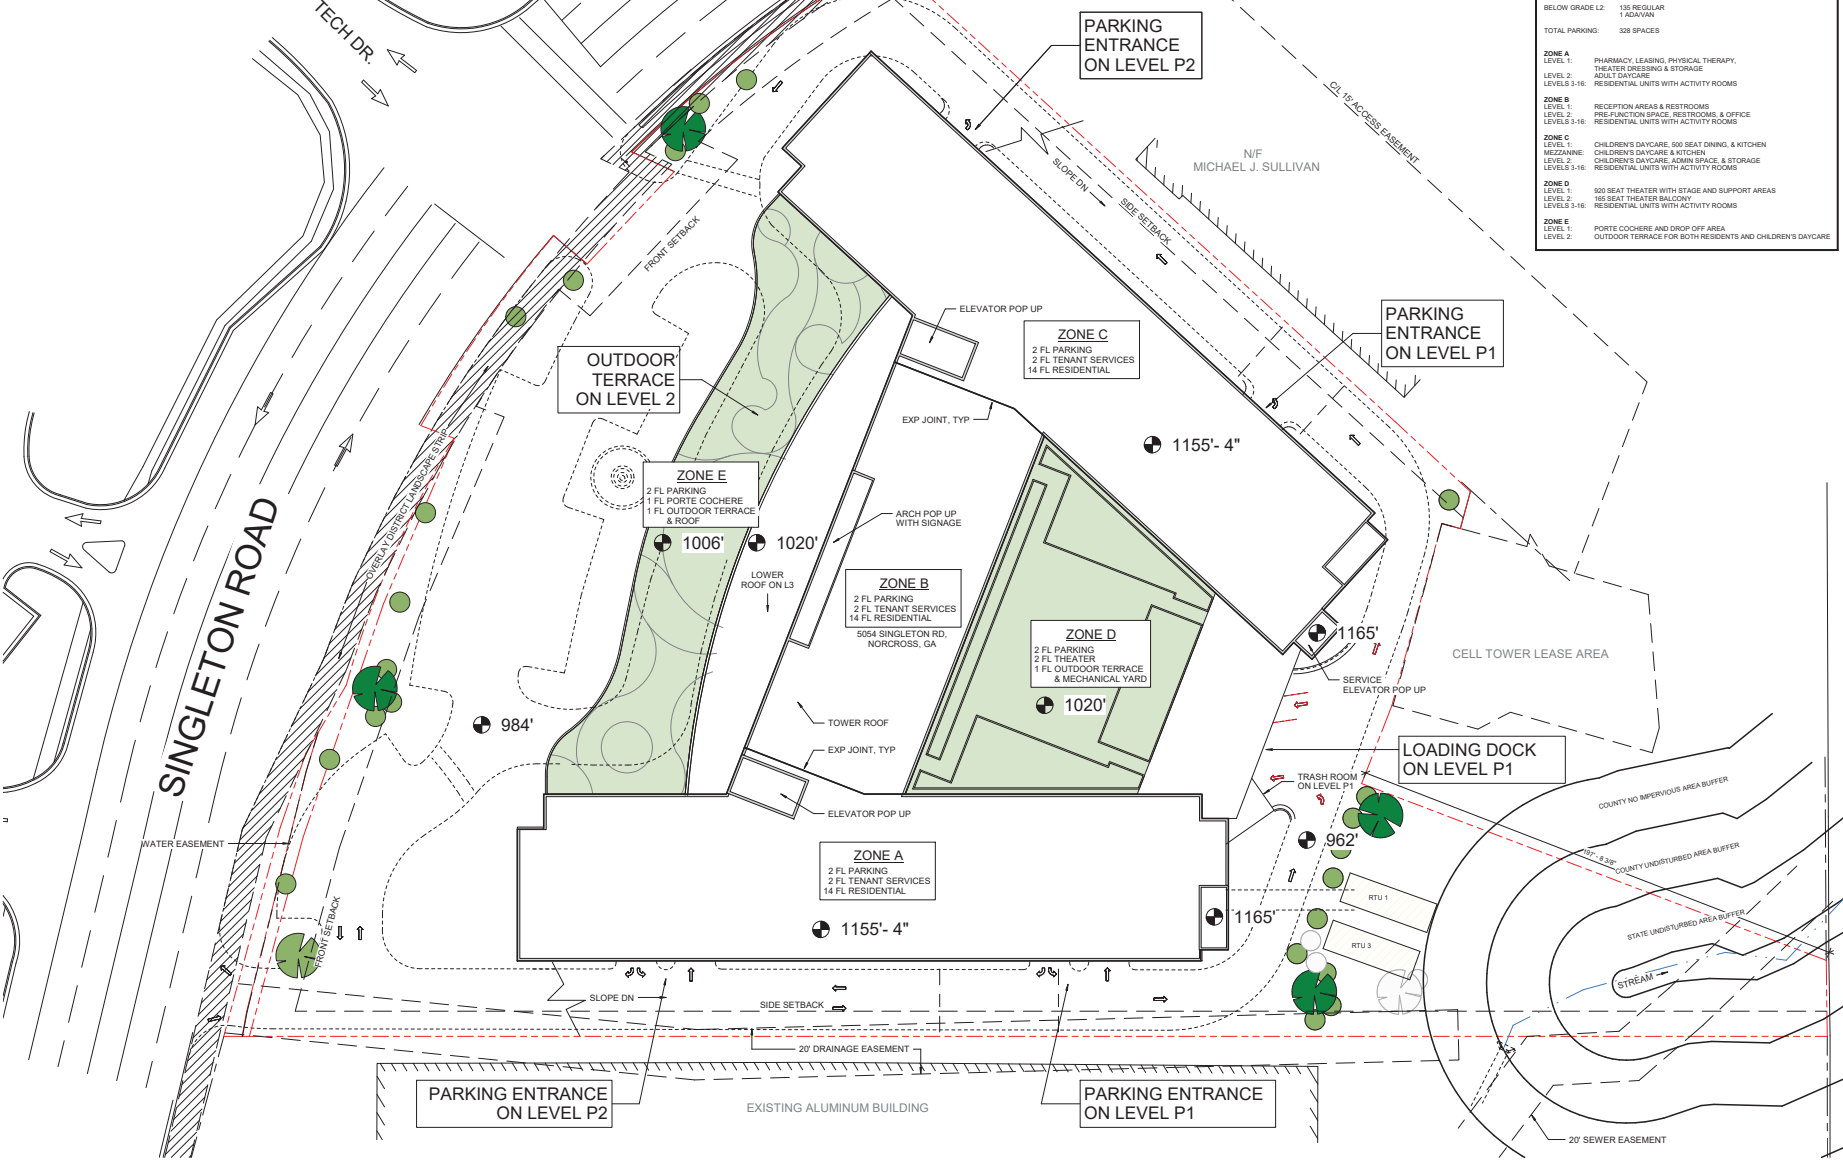 BELOW GRADE L2: 135 REGULAR
1 ADA/VAN
TOTAL PARKING: 328 SPACES
ZONE A
LEVEL 1: PHARMACY, LEASING, PHYSICAL THERAPY,
THEATER DRESSING & STORAGE
LEVEL 2: ADULT DAYCARE
LEVELS 3-16: RESIDENTIAL UNITS WITH ACTIVITY ROOMS
ZONE B
LEVEL 1: RECEPTION AREAS & RESTROOMS
LEVEL 2: PRE-FUNCTION SPACE, RESTROOMS, & OFFICE
LEVELS 3-16: RESIDENTIAL UNITS WITH ACTIVITY ROOMS
ZONE C
LEVEL 1: CHILDREN'S DAYCARE, 500 SEAT DINING, & KITCHEN
MEZZANINE: CHILDREN'S DAYCARE & KITCHEN
LEVEL 2: CHILDREN'S DAYCARE, ADMIN SPACE, & STORAGE
LEVELS 3-16: RESIDENTIAL UNITS WITH ACTIVITY ROOMS
ZONE D
LEVEL 1: 920 SEAT THEATER WITH STAGE AND SUPPORT AREAS
LEVEL 2: 165 SEAT THEATER BALCONY
LEVELS 3-16: RESIDENTIAL UNITS WITH ACTIVITY ROOMS
ZONE E
LEVEL 1: PORTE COCHERE AND DROP OFF AREA
LEVEL 2: OUTDOOR TERRACE FOR BOTH RESIDENTS AND CHILDREN'S DAYCARE
TECH DR.
PARKING
ENTRANCE
ON LEVEL P2
C/L 15' ACCESS EASEMENT
N/F
MICHAEL J. SULLIVAN
SLOPE DN
SIDE SETBACK
FRONT SETBACK
ELEVATOR POP UP
ZONE C
2 FL PARKING
2 FL TENANT SERVICES
14 FL RESIDENTIAL
PARKING
ENTRANCE
ON LEVEL P1
OUTDOOR
TERRACE
ON LEVEL 2
EXP JOINT, TYP
1155'- 4"
OVERLAY DISTRICT LANDSCAPE STRIP
ZONE E
2 FL PARKING
1 FL PORTE COCHERE
1 FL OUTDOOR TERRACE
& ROOF
1006'
1020'
ARCH POP UP
WITH SIGNAGE
LOWER
ROOF ON L3
ZONE B
2 FL PARKING
2 FL TENANT SERVICES
14 FL RESIDENTIAL
5054 SINGLETON RD,
NORCROSS, GA
ZONE D
2 FL PARKING
2 FL THEATER
1 FL OUTDOOR TERRACE
& MECHANICAL YARD
1020'
1165'
CELL TOWER LEASE AREA
SERVICE
ELEVATOR POP UP
SINGLETON ROAD
984'
TOWER ROOF
EXP JOINT, TYP
LOADING DOCK
ON LEVEL P1
TRASH ROOM
ON LEVEL P1
COUNTY NO IMPERVIOUS AREA BUFFER
ELEVATOR POP UP
WATER EASEMENT
962'
197' - 8 3/8"
COUNTY UNDISTURBED AREA BUFFER
ZONE A
2 FL PARKING
2 FL TENANT SERVICES
14 FL RESIDENTIAL
RTU 1
FRONT SETBACK
1155'- 4"
1165'
STATE UNDISTURBED AREA BUFFER
RTU 3
STREAM
SLOPE DN
SIDE SETBACK
20' DRAINAGE EASEMENT
PARKING ENTRANCE
ON LEVEL P2
EXISTING ALUMINUM BUILDING
PARKING ENTRANCE
ON LEVEL P1
20' SEWER EASEMENT